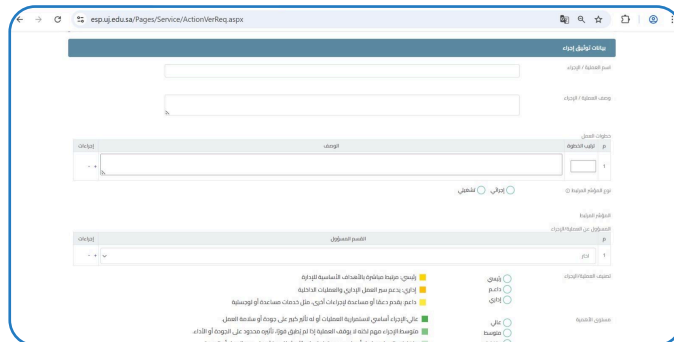 esp.uj.edu.sa/Pages/Service/ActionVerReq.aspx
بيانات توثيق إجراء
اسم العملية / الإجراء
وصف العملية / الإجراء
خطوات العمل
م ترتيب الخطوة الوصف إجراءات
1 + -
نوع المؤشر المرتبط إجرائي تشغيلي
المؤشر المرتبط
المسؤول عن العملية/الإجراء
م القسم المسؤول إجراءات
1 اختر + -
تصنيف العملية/الإجراء رئيسي رئيسي: مرتبط مباشرة بالأهداف الأساسية للإدارة
داعم إداري: يدعم سير العمل الإداري والعمليات الداخلية
إداري داعم: يقدم دعمًا أو مساعدة لإجراءات أخرى، مثل خدمات مساعدة أو لوجستية
مستوى الأهمية عالي عالي:الإجراء أساسي لاستمرارية العمليات أو له تأثير كبير على جودة أو سلامة العمل.
متوسط متوسط:الإجراء مهم لكنه لا يوقف العملية إذا لم يُطبق فورًا، تأثيره محدود على الجودة أو الأداء.